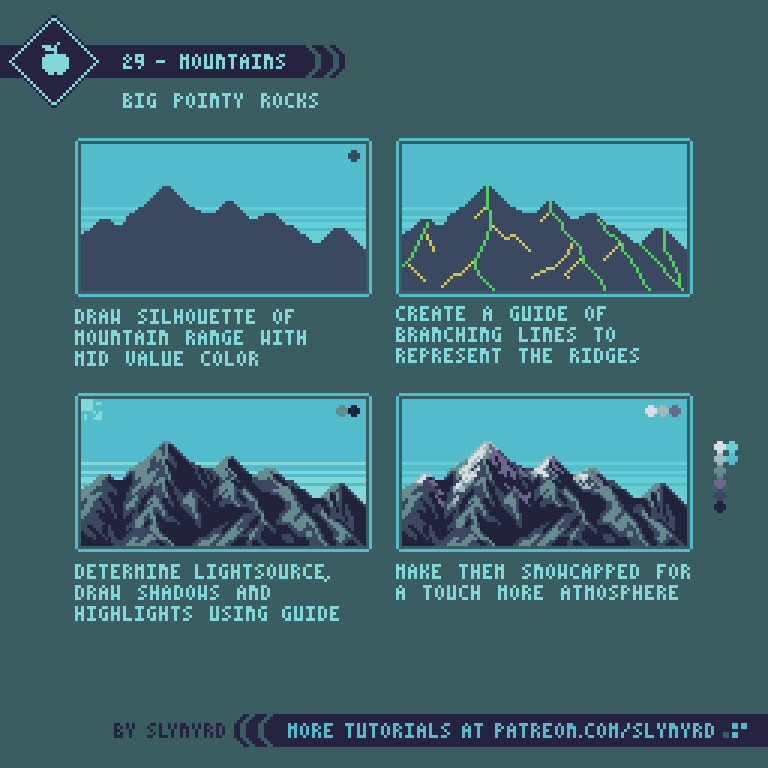 29 - MOUNTAINS
BIG POINTY ROCKS
DRAW SILHOUETTE OF
MOUNTAIN RANGE WITH
MID VALUE COLOR
CREATE A GUIDE OF
BRANCHING LINES TO
REPRESENT THE RIDGES
DETERMINE LIGHTSOURCE,
DRAW SHADOWS AND
HIGHLIGHTS USING GUIDE
MAKE THEM SNOWCAPPED FOR
A TOUCH MORE ATMOSPHERE
BY SLYNYRD
MORE TUTORIALS AT PATREON.COM/SLYNYRD